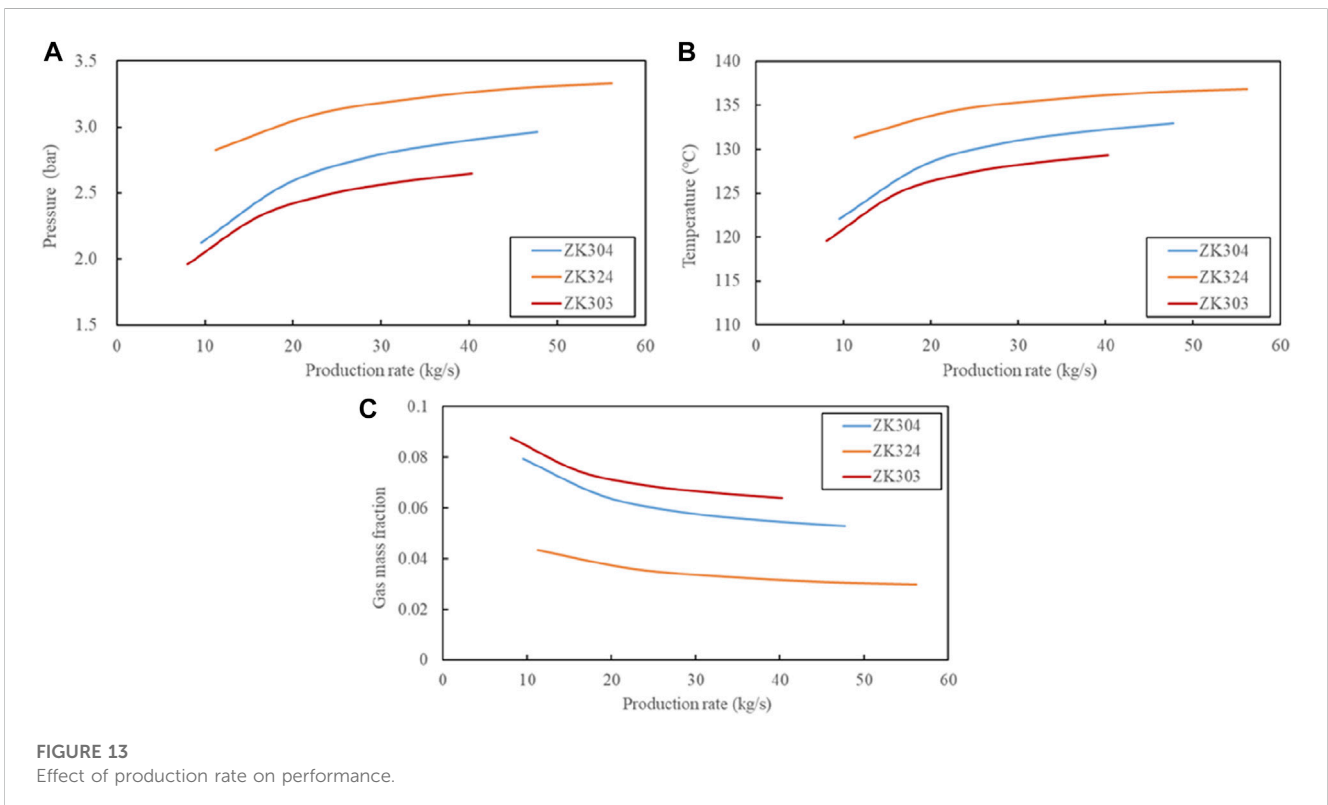 A
3.5
3.0
2.5
2.0
1.5
Pressure (bar)
0 10 20 30 40 50 60
Production rate (kg/s)
ZK304
ZK324
ZK303
B
140
135
130
125
120
115
110
Temperature (°C)
0 10 20 30 40 50 60
Production rate (kg/s)
ZK304
ZK324
ZK303
C
0.1
0.08
0.06
0.04
0.02
0
Gas mass fraction
0 10 20 30 40 50 60
Production rate (kg/s)
ZK304
ZK324
ZK303
FIGURE 13
Effect of production rate on performance.